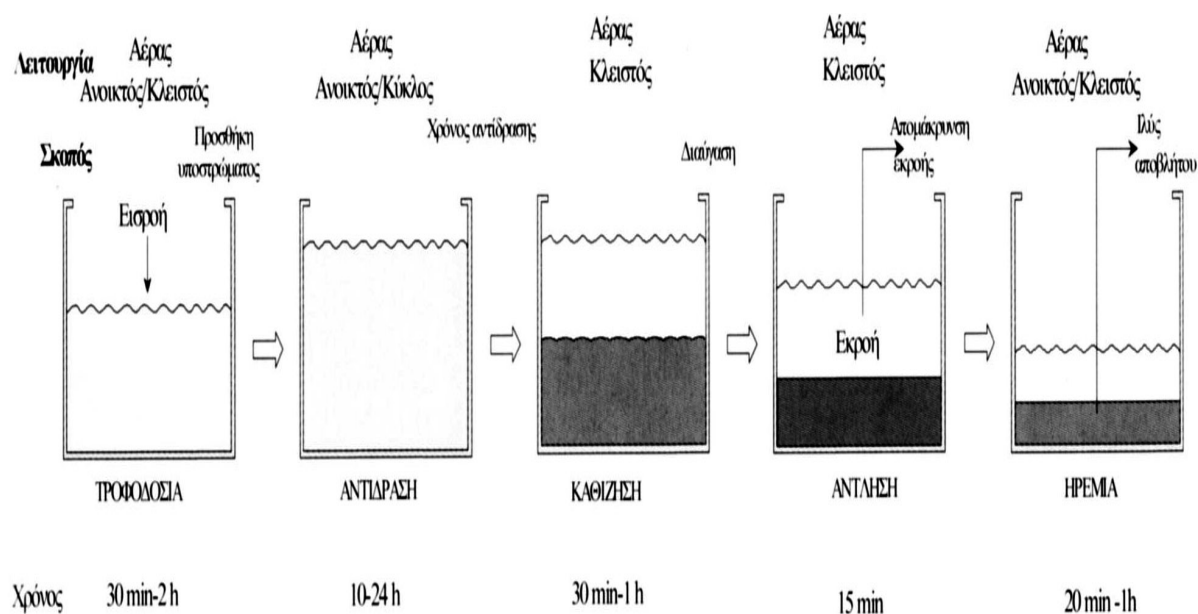 Λειτουργία
Αέρας
Ανοικτός/Κλειστός
Αέρας
Ανοικτός/Κύκλος
Αέρας
Κλειστός
Αέρας
Κλειστός
Αέρας
Ανοικτός/Κλειστός
Σκοπός
Προσθήκη
υποστρώματος
Χρόνος αντίδρασης
Διαύγαση
Απομάκρυνση
εκροής
Ιλύς
αποβλήτου
Εισροή
Εκροή
ΤΡΟΦΟΔΟΣΙΑ
ΑΝΤΙΔΡΑΣΗ
ΚΑΘΙΖΗΣΗ
ΑΝΤΛΗΣΗ
ΗΡΕΜΙΑ
Χρόνος
30 min-2 h
10-24 h
30 min-1 h
15 min
20 min -1h